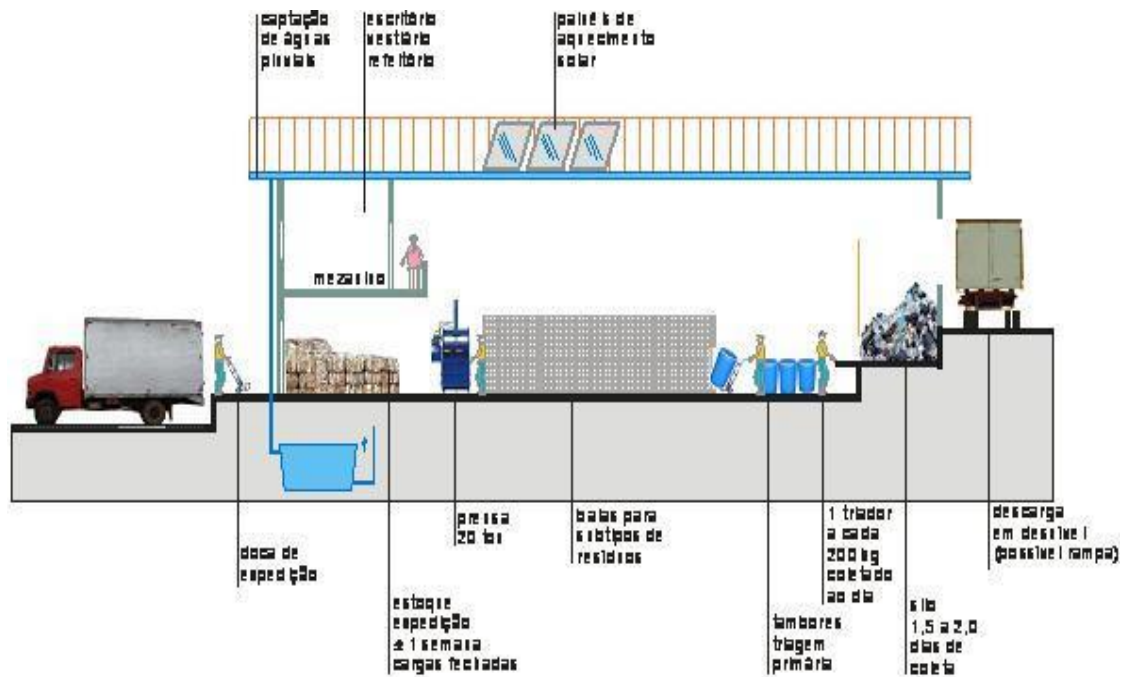 captação
de águas
pluviais
escritório
vestiário
refeitório
painéis de
aquecimento
solar
mezanino
doca de
expedição
estoque
expedição
± 1 semana
cargas fechadas
prensa
20 ton
baias para
subtipos de
resíduos
tambores
triagem
primária
1 triador
a cada
200 kg
coletado
ao dia
silo
1,5 a 2,0
dias de
coleta
descarga
em desnível
(possível rampa)